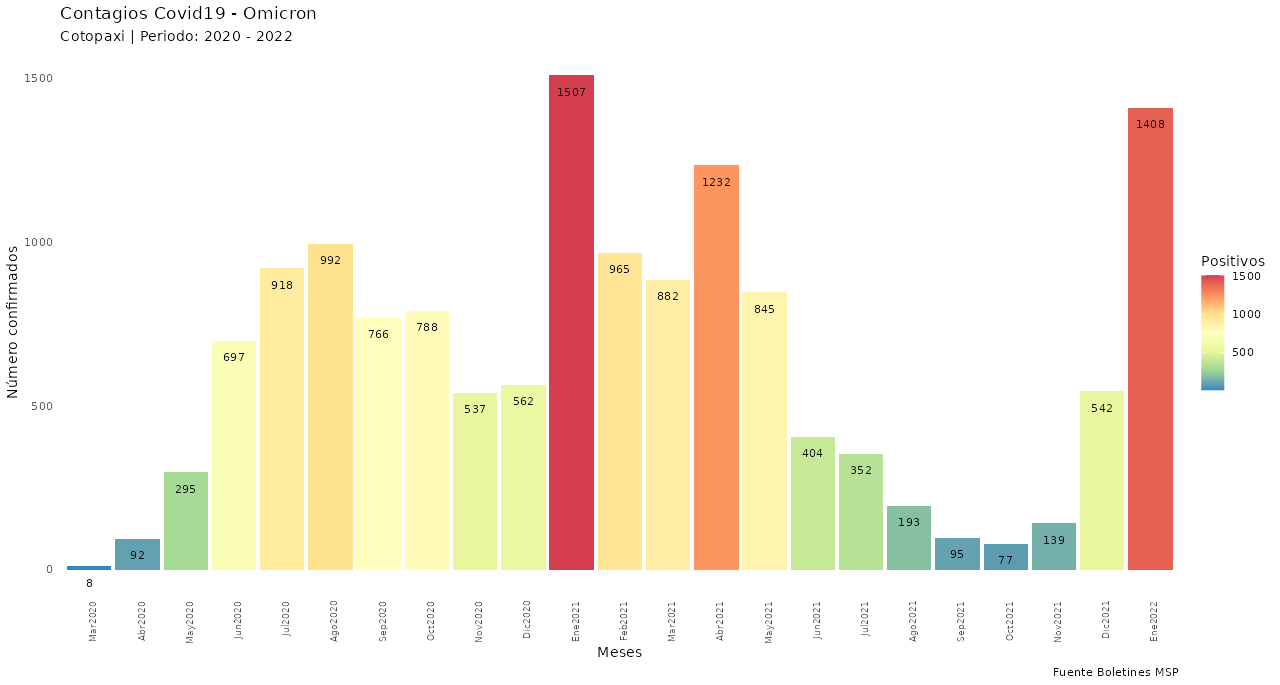 Contagios Covid19 - Omicron
Cotopaxi | Periodo: 2020 - 2022
Número confirmados
1500
1000
500
0
8
92
295
697
918
992
766
788
537
562
1507
965
882
1232
845
404
352
193
95
77
139
542
1408
Mar2020
Abr2020
May2020
Jun2020
Jul2020
Ago2020
Sep2020
Oct2020
Nov2020
Dic2020
Ene2021
Feb2021
Mar2021
Abr2021
May2021
Jun2021
Jul2021
Ago2021
Sep2021
Oct2021
Nov2021
Dic2021
Ene2022
Meses
Positivos
1500
1000
500
Fuente Boletines MSP